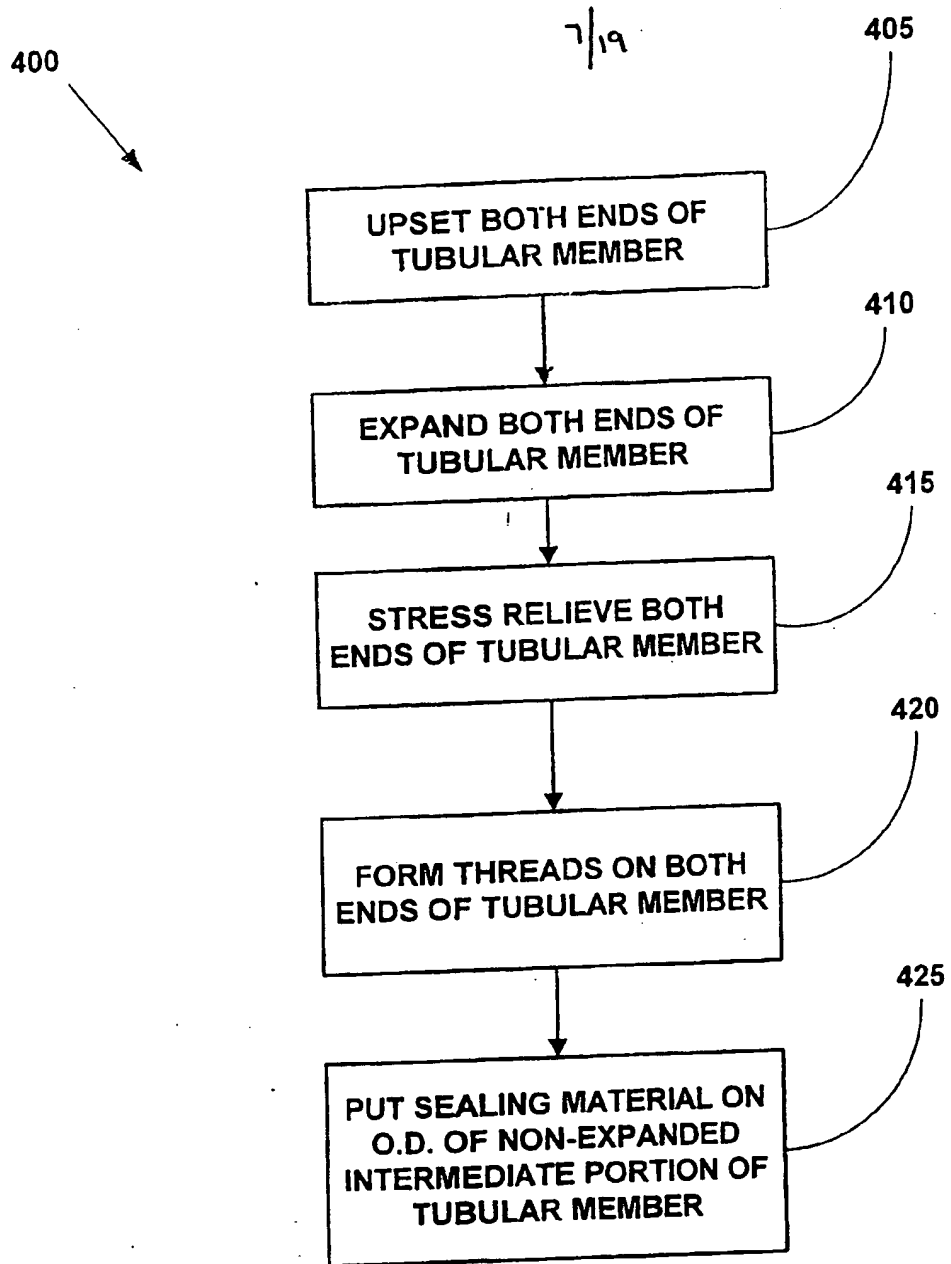 7/19
400
405
UPSET BOTH ENDS OF
TUBULAR MEMBER
410
EXPAND BOTH ENDS OF
TUBULAR MEMBER
415
STRESS RELIEVE BOTH
ENDS OF TUBULAR MEMBER
420
FORM THREADS ON BOTH
ENDS OF TUBULAR MEMBER
425
PUT SEALING MATERIAL ON
O.D. OF NON-EXPANDED
INTERMEDIATE PORTION OF
TUBULAR MEMBER